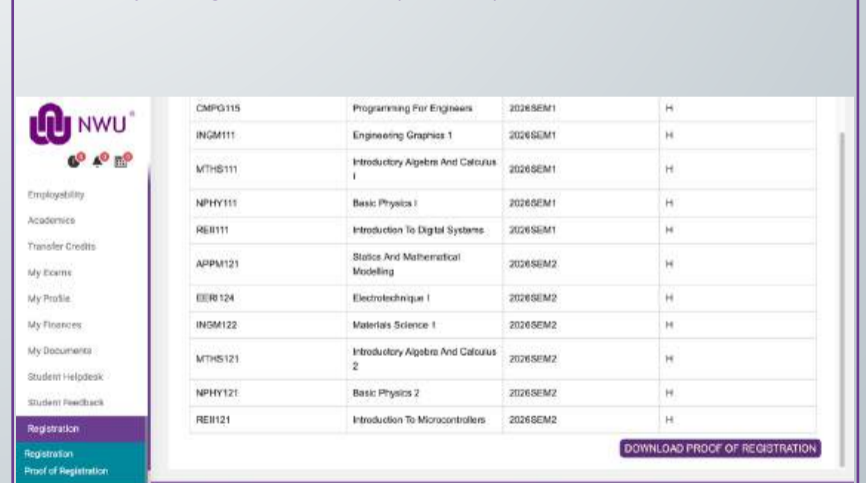 NWU
CMPG115 Programming For Engineers 2026SEM1 H
INGM111 Engineering Graphics 1 2026SEM1 H
MTHS111 Introductory Algebra And Calculus I 2026SEM1 H
NPHY111 Basic Physics I 2026SEM1 H
REII111 Introduction To Digital Systems 2026SEM1 H
APPM121 Statics And Mathematical Modelling 2026SEM2 H
EERI124 Electrotechnique I 2026SEM2 H
INGM122 Materials Science I 2026SEM2 H
MTHS121 Introductory Algebra And Calculus 2 2026SEM2 H
NPHY121 Basic Physics 2 2026SEM2 H
REII121 Introduction To Microcontrollers 2026SEM2 H
DOWNLOAD PROOF OF REGISTRATION
Employability
Academics
Transfer Credits
My Exams
My Profile
My Finances
My Documents
Student Helpdesk
Student Feedback
Registration
Registration
Proof of Registration